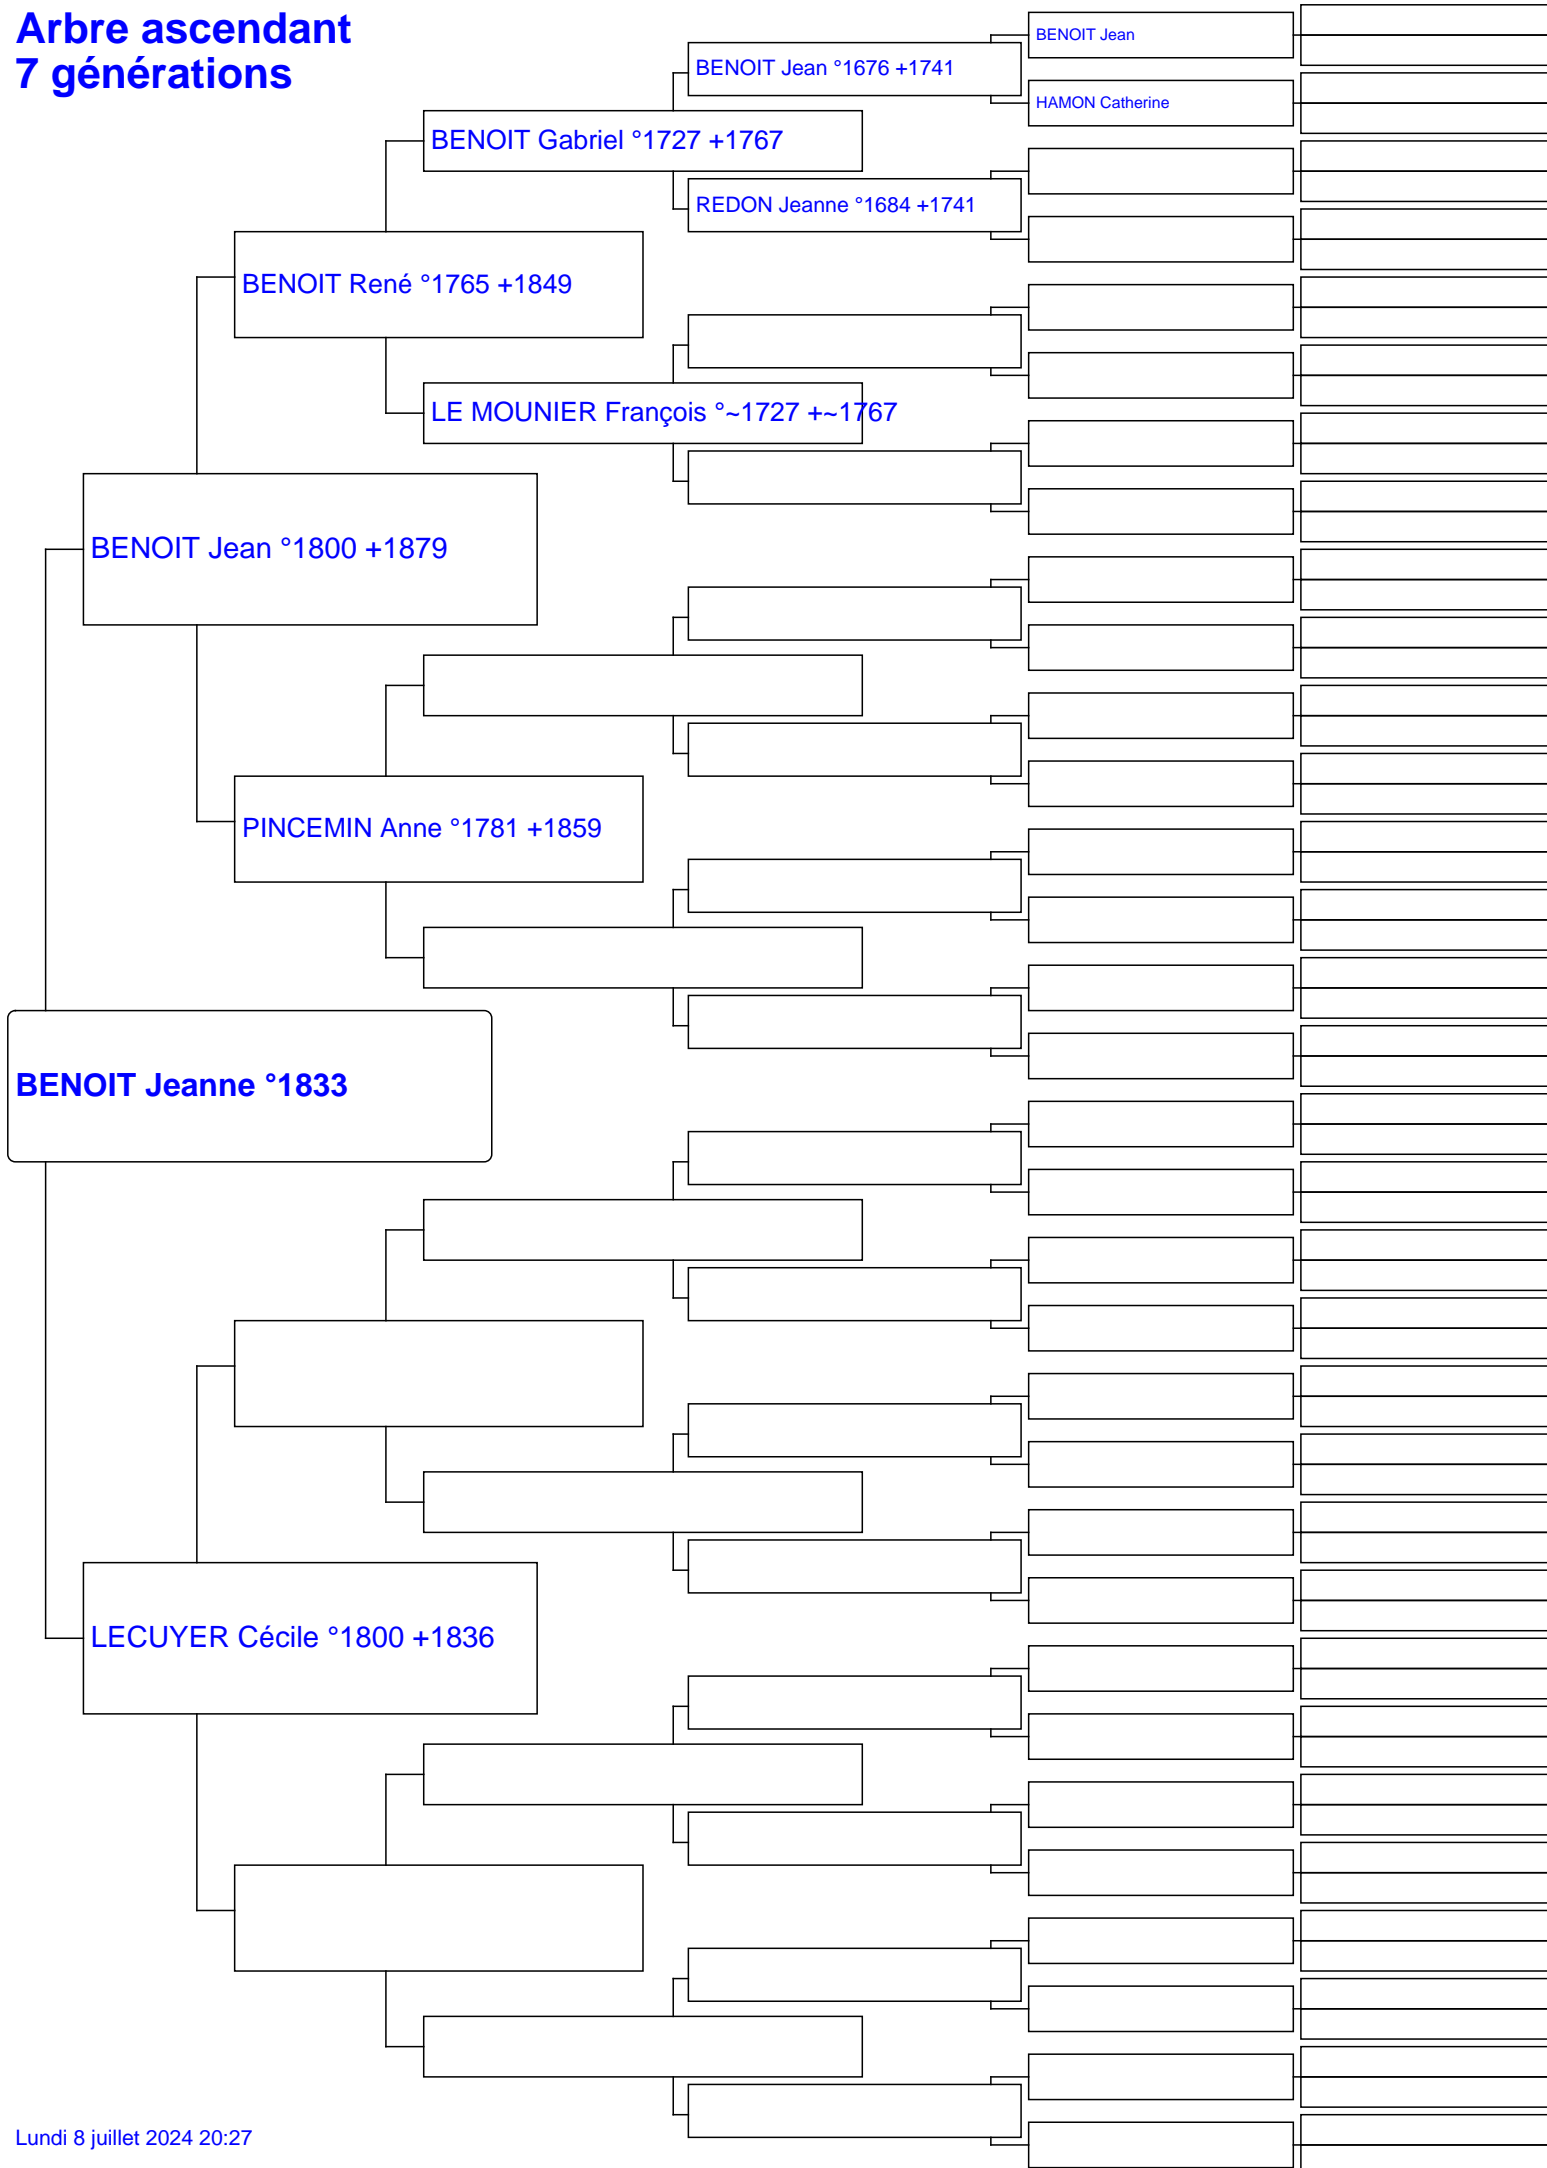 Arbre ascendant
7 générations
BENOIT Jean
BENOIT Jean °1676 +1741
HAMON Catherine
BENOIT Gabriel °1727 +1767
REDON Jeanne °1684 +1741
BENOIT René °1765 +1849
LE MOUNIER François °~1727 +~1767
BENOIT Jean °1800 +1879
PINCEMIN Anne °1781 +1859
BENOIT Jeanne °1833
LECUYER Cécile °1800 +1836
Lundi 8 juillet 2024 20:27